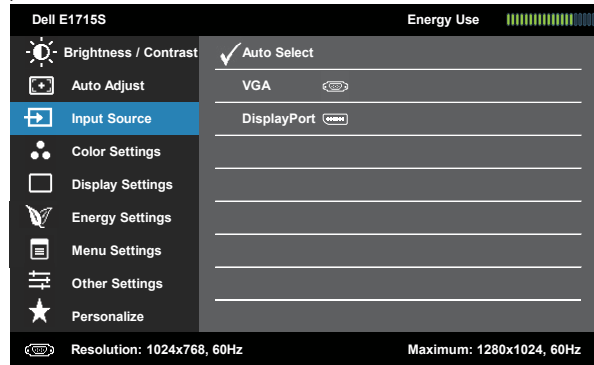 Dell E1715S Energy Use
Brightness / Contrast
Auto Select
Auto Adjust
VGA
Input Source
DisplayPort
Color Settings
Display Settings
Energy Settings
Menu Settings
Other Settings
Personalize
Resolution: 1024x768, 60Hz Maximum: 1280x1024, 60Hz